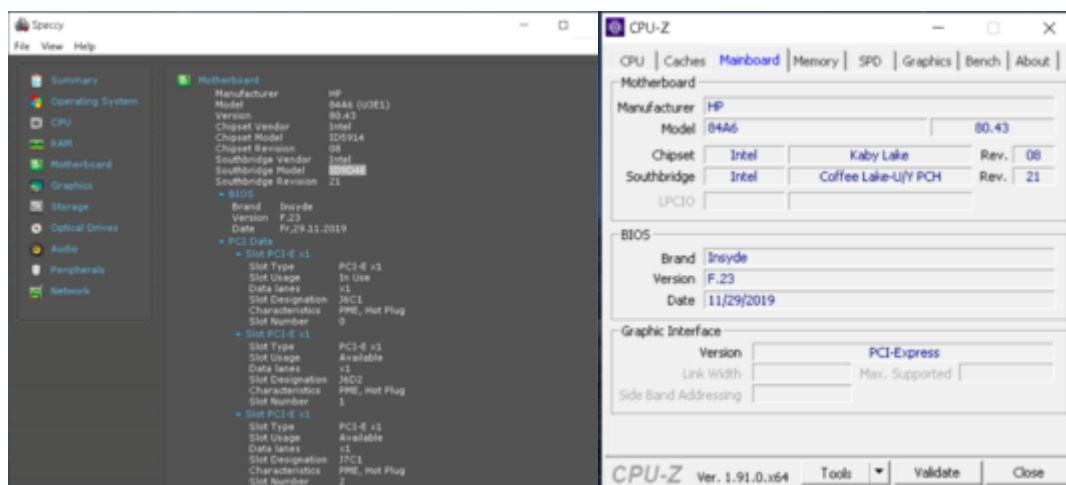 Speccy
File View Help
Summary
Operating System
CPU
RAM
Motherboard
Graphics
Storage
Optical Drives
Audio
Peripherals
Network
Motherboard
Manufacturer HP
Model 84A6 (U3E1)
Version 80.43
Chipset Vendor Intel
Chipset Model ID5914
Chipset Revision 08
Southbridge Vendor Intel
Southbridge Model
Southbridge Revision 21
BIOS
Brand Insyde
Version F.23
Date Fr,29.11.2019
PCI Data
Slot PCI-E x1
Slot Type PCI-E x1
Slot Usage In Use
Data lanes x1
Slot Designation J6C1
Characteristics PME, Hot Plug
Slot Number 0
Slot PCI-E x1
Slot Type PCI-E x1
Slot Usage Available
Data lanes x1
Slot Designation J6D2
Characteristics PME, Hot Plug
Slot Number 1
Slot PCI-E x1
Slot Type PCI-E x1
Slot Usage Available
Data lanes x1
Slot Designation J7C1
Characteristics PME, Hot Plug
Slot Number 2
CPU-Z
CPU Caches Mainboard Memory SPD Graphics Bench About
Motherboard
Manufacturer HP
Model 84A6 80.43
Chipset Intel Kaby Lake Rev. 08
Southbridge Intel Coffee Lake-U/Y PCH Rev. 21
LPCIO
BIOS
Brand Insyde
Version F.23
Date 11/29/2019
Graphic Interface
Version PCI-Express
Link Width Max. Supported
Side Band Addressing
CPU-Z Ver. 1.91.0.x64 Tools Validate Close